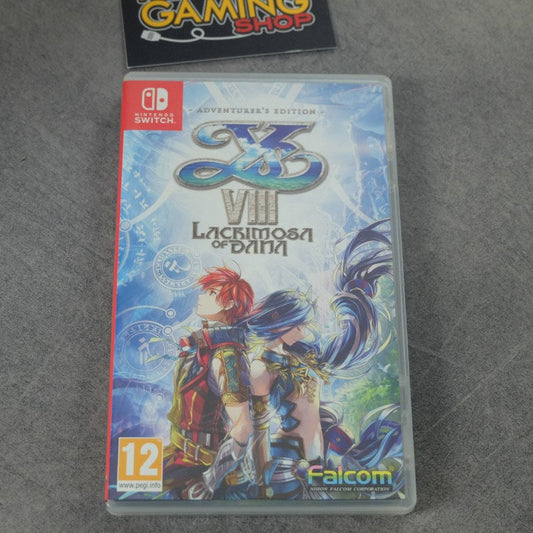 GAMING
SHOP
NINTENDO
SWITCH
- ADVENTURER'S EDITION -
Ys
VIII
LACRIMOSA
OF DANA
12
www.pegi.info
Falcom
NIHON FALCOM CORPORATION